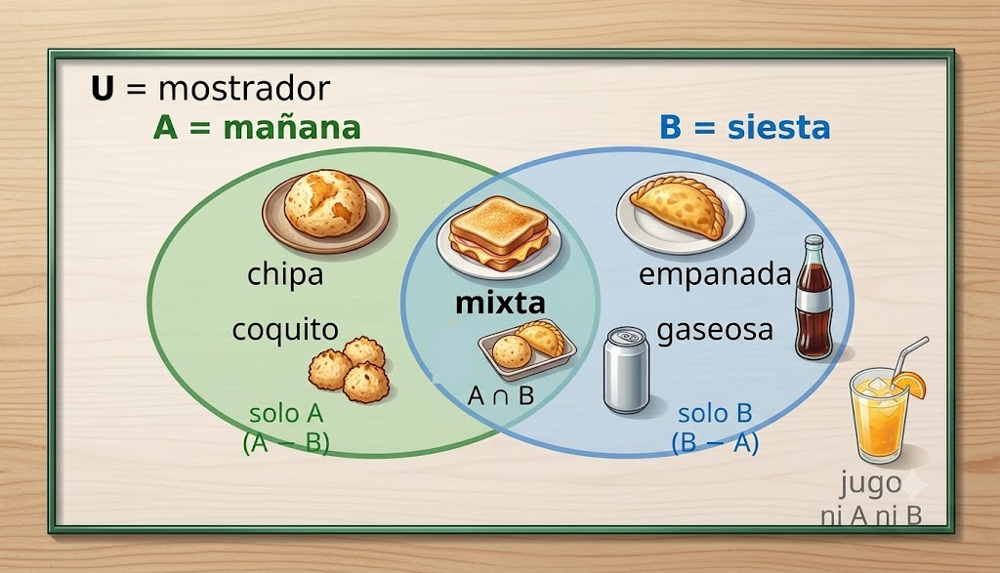 U = mostrador
A = mañana
B = siesta
chipa
coquito
solo A
(A − B)
mixta
A ∩ B
empanada
gaseosa
solo B
(B − A)
jugo
ni A ni B